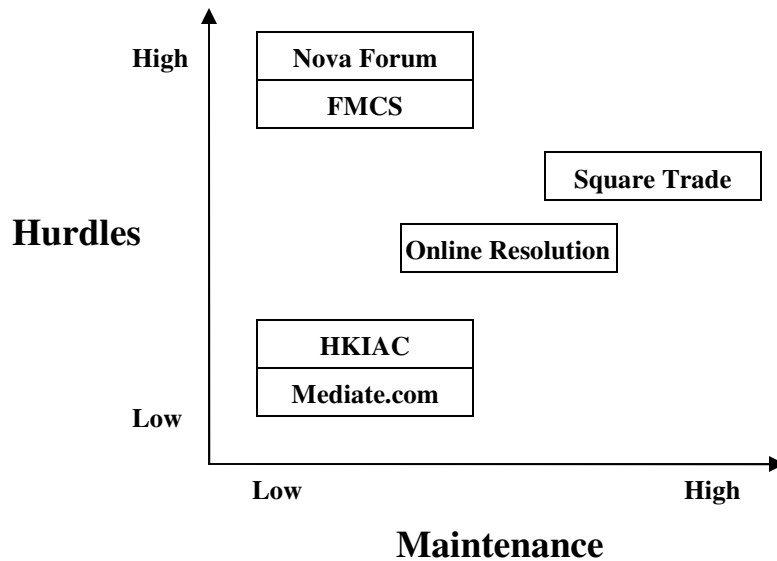 High
Nova Forum
FMCS
Square Trade
Hurdles
Online Resolution
HKIAC
Mediate.com
Low
Low
High
Maintenance